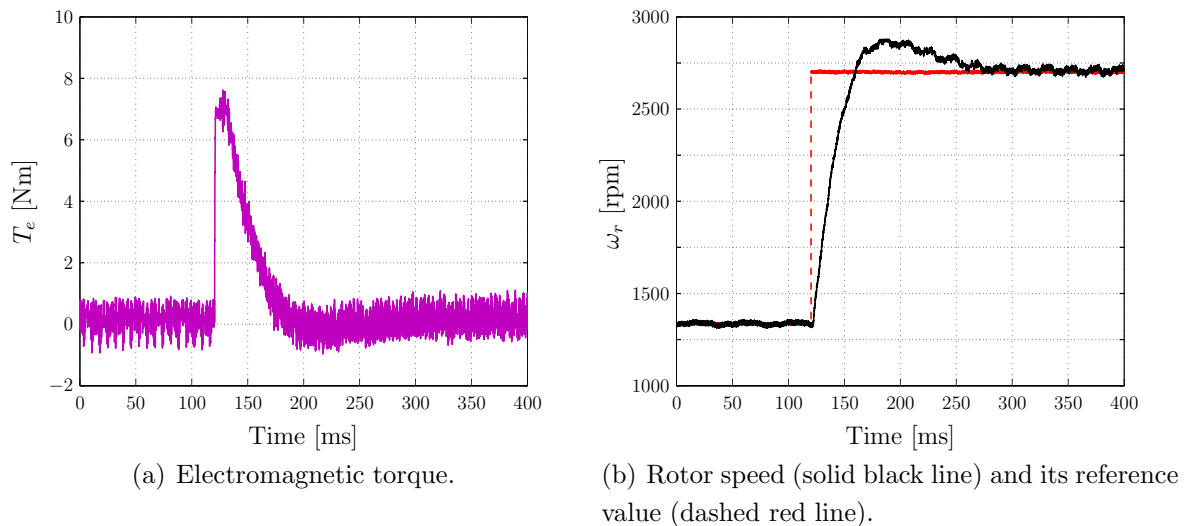 10
8
6
4
2
0
−2
T_e [Nm]
0 50 100 150 200 250 300 350 400
Time [ms]
(a) Electromagnetic torque.
3000
2500
2000
1500
1000
ω_r [rpm]
0 50 100 150 200 250 300 350 400
Time [ms]
(b) Rotor speed (solid black line) and its reference
value (dashed red line).